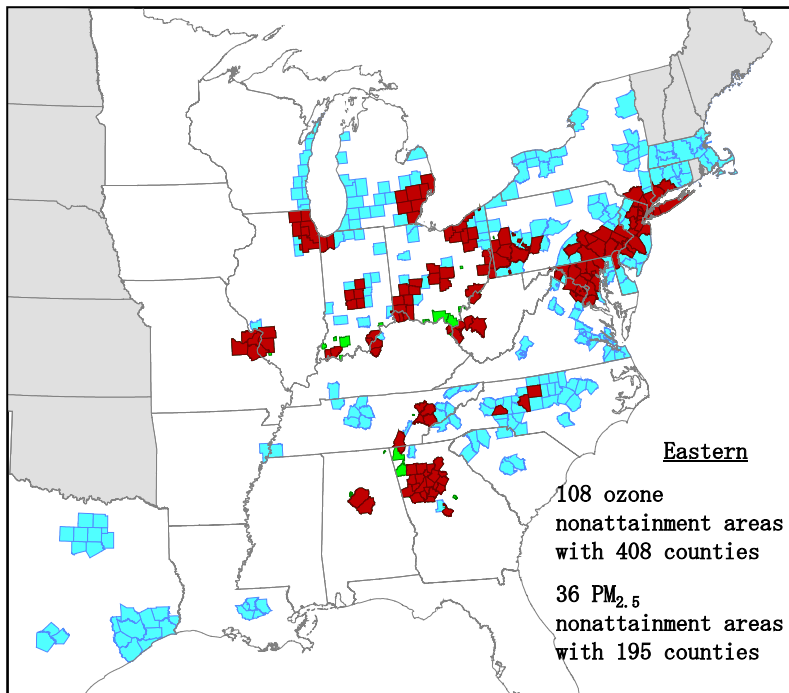 Eastern
108 ozone
nonattainment areas
with 408 counties
36 PM2.5
nonattainment areas
with 195 counties